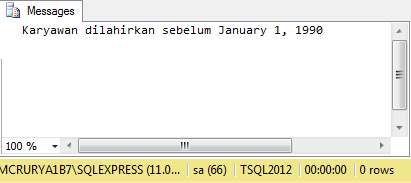 Messages
Karyawan dilahirkan sebelum January 1, 1990
100 %
MCRURYA1B7\SQLEXPRESS (11.0... sa (66) TSQL2012 00:00:00 0 rows